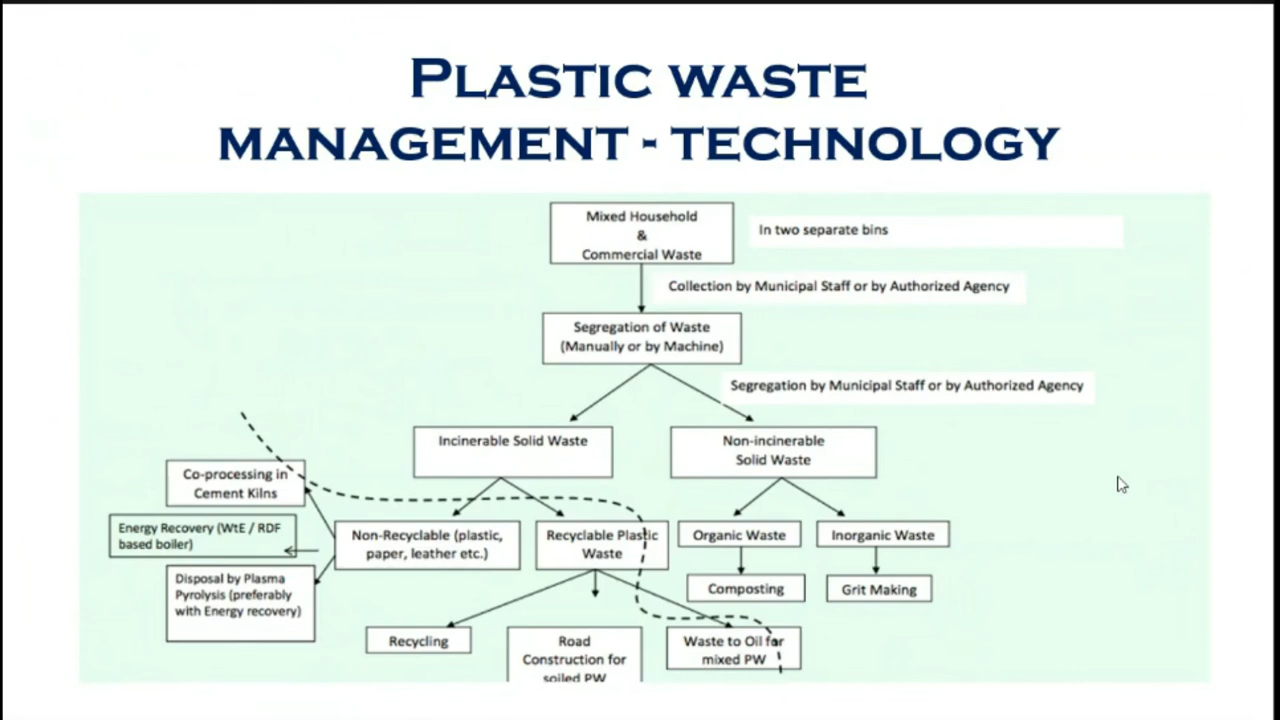 PLASTIC WASTE
MANAGEMENT - TECHNOLOGY
Mixed Household
&
Commercial Waste
In two separate bins
Collection by Municipal Staff or by Authorized Agency
Segregation of Waste
(Manually or by Machine)
Segregation by Municipal Staff or by Authorized Agency
Incinerable Solid Waste
Non-incinerable
Solid Waste
Co-processing in
Cement Kilns
Energy Recovery (WtE / RDF
based boiler)
Disposal by Plasma
Pyrolysis (preferably
with Energy recovery)
Non-Recyclable (plastic,
paper, leather etc.)
Recyclable Plastic
Waste
Organic Waste
Inorganic Waste
Composting
Grit Making
Recycling
Road
Construction for
soiled PW
Waste to Oil for
mixed PW